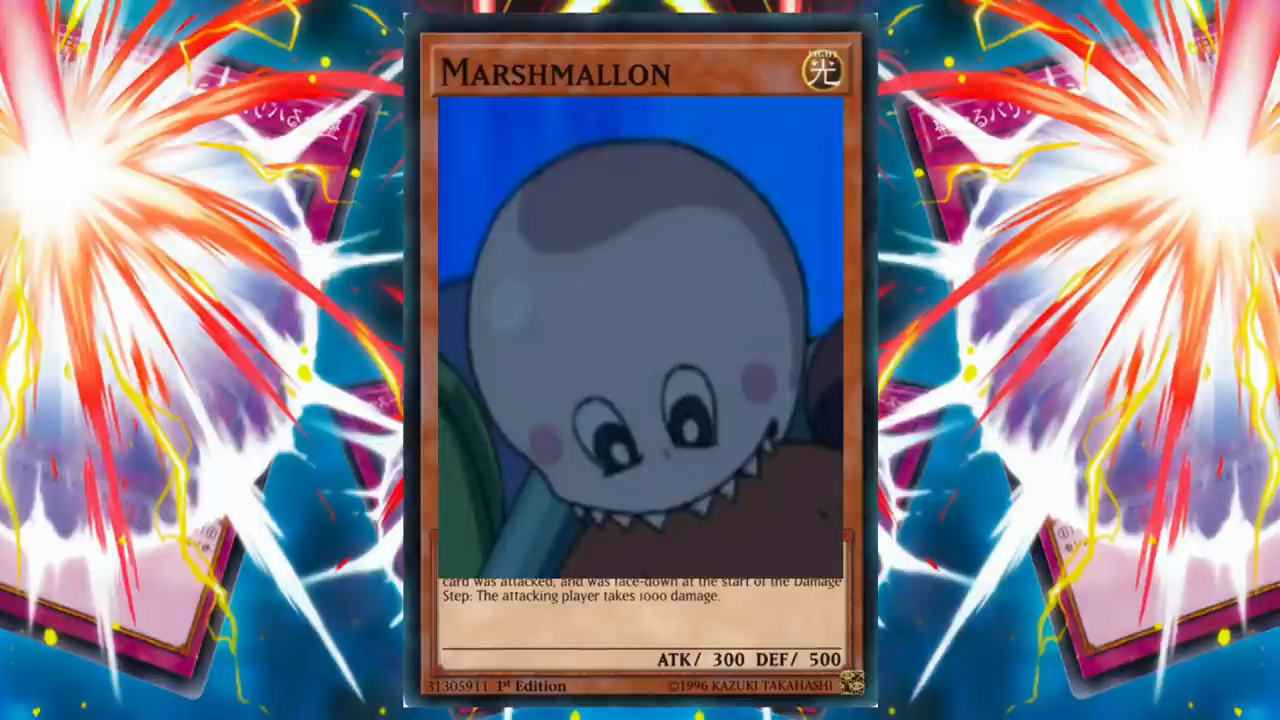 MARSHMALLON
光
card was attacked, and was face-down at the start of the Damage
Step: The attacking player takes 1000 damage.
ATK/ 300 DEF/ 500
31305911 1st Edition
©1996 KAZUKI TAKAHASHI